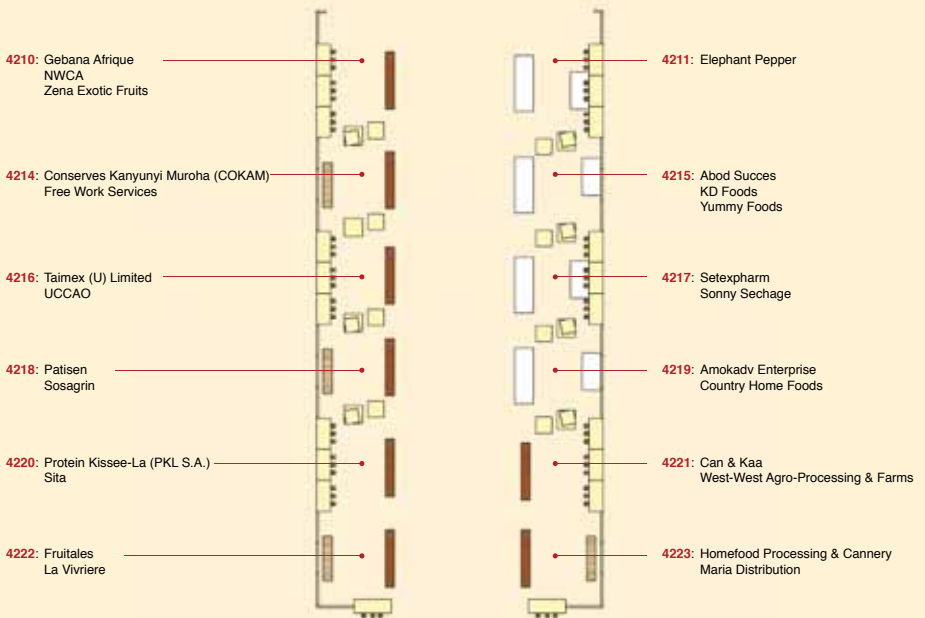 4210: Gebana Afrique
NWCA
Zena Exotic Fruits
4214: Conserves Kanyunyi Muroha (COKAM)
Free Work Services
4216: Taimex (U) Limited
UCCAO
4218: Patisen
Sosagrin
4220: Protein Kissee-La (PKL S.A.)
Sita
4222: Fruitales
La Vivriere
4211: Elephant Pepper
4215: Abod Succes
KD Foods
Yummy Foods
4217: Setexpharm
Sonny Sechage
4219: Amokadv Enterprise
Country Home Foods
4221: Can & Kaa
West-West Agro-Processing & Farms
4223: Homefood Processing & Cannery
Maria Distribution